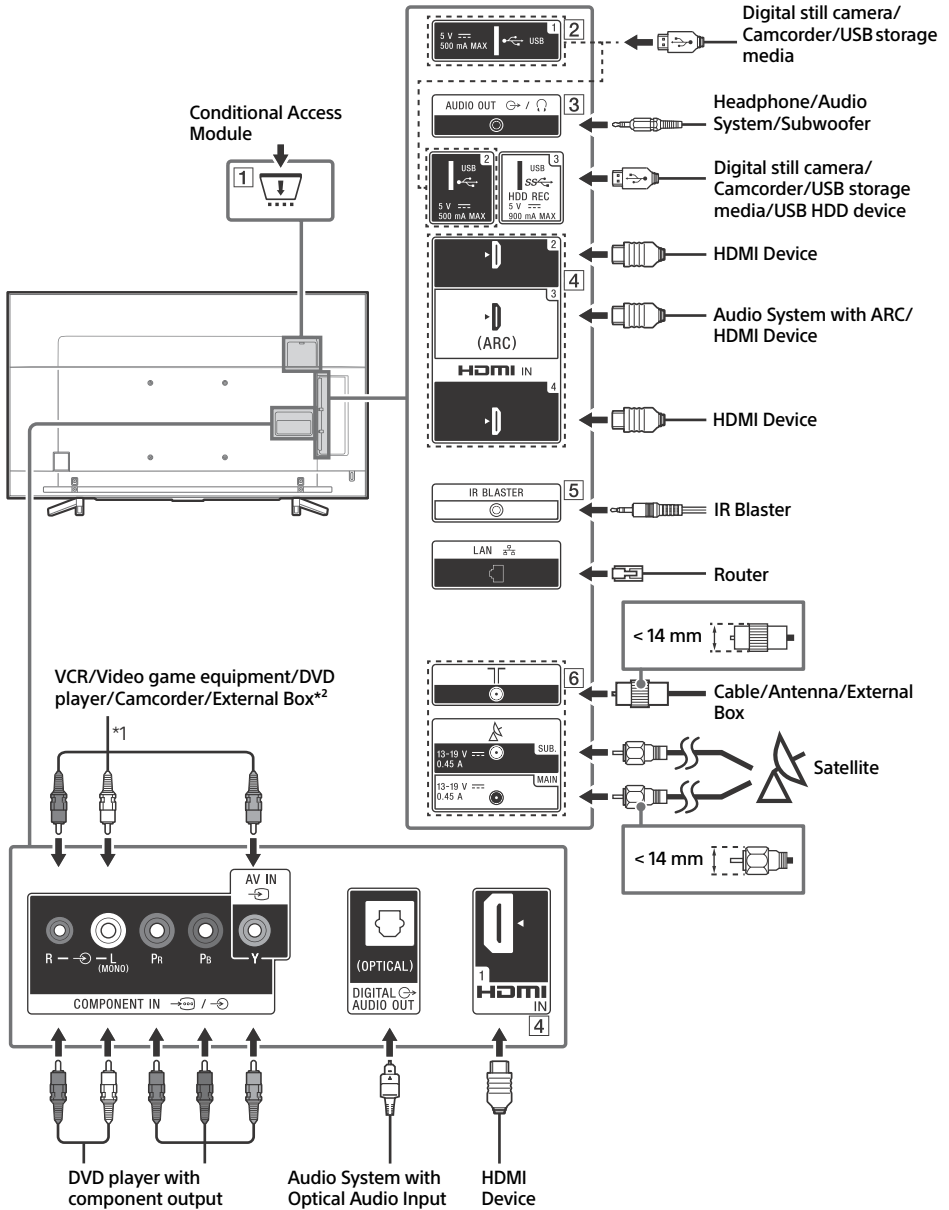 Digital still camera/
Camcorder/USB storage
media
5 V ⎓
500 mA MAX
USB
1
2
AUDIO OUT
/
3
Headphone/Audio
System/Subwoofer
Conditional Access
Module
1
2
USB
5 V ⎓
500 mA MAX
3
USB
SS
HDD REC
5 V ⎓
900 mA MAX
Digital still camera/
Camcorder/USB storage
media/USB HDD device
2
4
HDMI Device
3
(ARC)
HDMI IN
Audio System with ARC/
HDMI Device
4
HDMI Device
IR BLASTER
5
IR Blaster
LAN
Router
< 14 mm
6
Cable/Antenna/External
Box
13-19 V ⎓
0.45 A
SUB.
13-19 V ⎓
0.45 A
MAIN
Satellite
< 14 mm
VCR/Video game equipment/DVD
player/Camcorder/External Box*2
*1
AV IN
R
L
(MONO)
PR
PB
Y
COMPONENT IN
/
(OPTICAL)
DIGITAL
AUDIO OUT
1
HDMI
IN
4
DVD player with
component output
Audio System with
Optical Audio Input
HDMI
Device